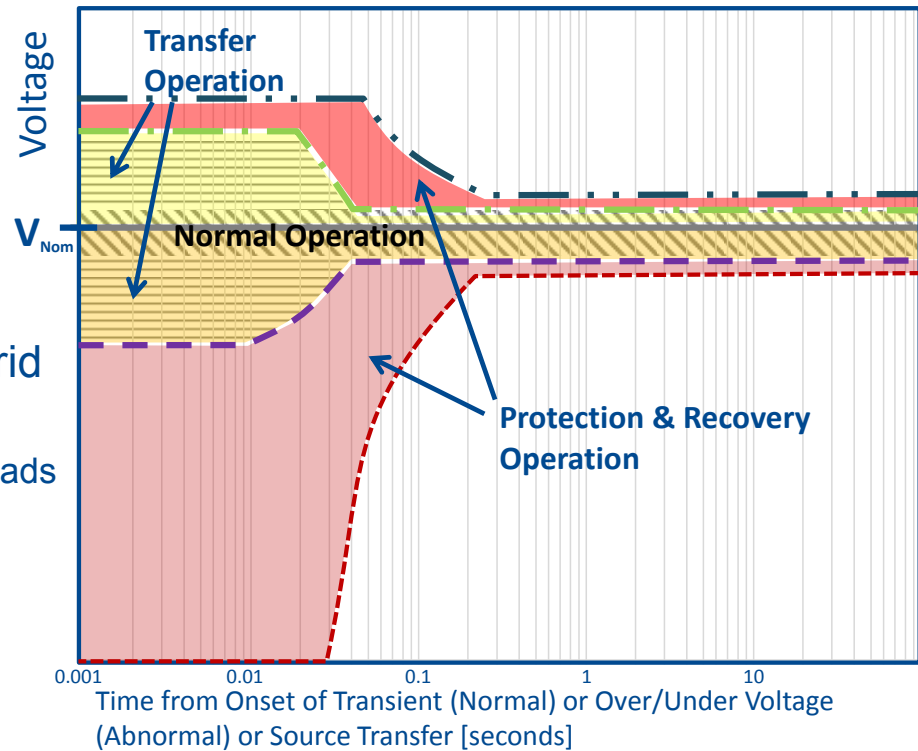 Transfer
Operation
Voltage
V_Nom
Normal Operation
rid
ads
Protection & Recovery
Operation
0.001
0.01
0.1
1
10
Time from Onset of Transient (Normal) or Over/Under Voltage
(Abnormal) or Source Transfer [seconds]